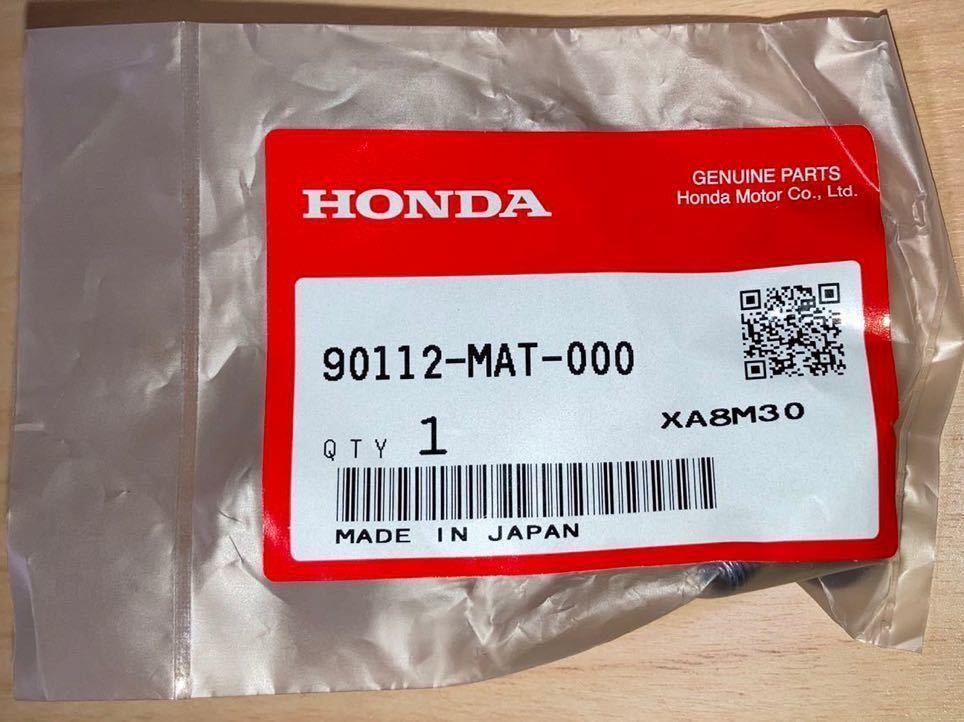 HONDA
GENUINE PARTS
Honda Motor Co., Ltd.
90112-MAT-000
XA8M30
QTY 1
MADE IN JAPAN